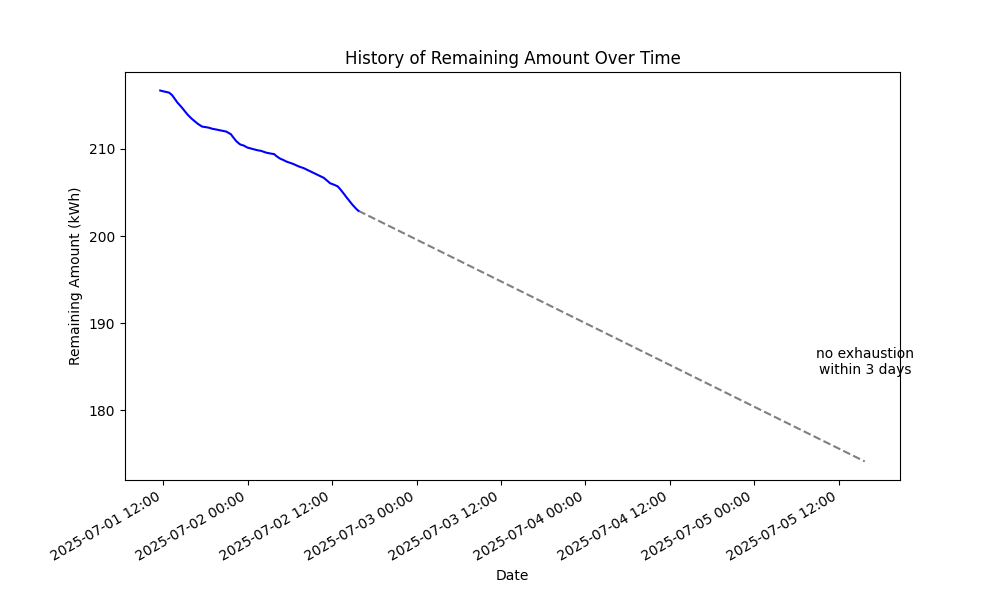 History of Remaining Amount Over Time
Remaining Amount (kWh)
210
200
190
180
no exhaustion
within 3 days
2025-07-01 12:00
2025-07-02 00:00
2025-07-02 12:00
2025-07-03 00:00
2025-07-03 12:00
2025-07-04 00:00
2025-07-04 12:00
2025-07-05 00:00
2025-07-05 12:00
Date